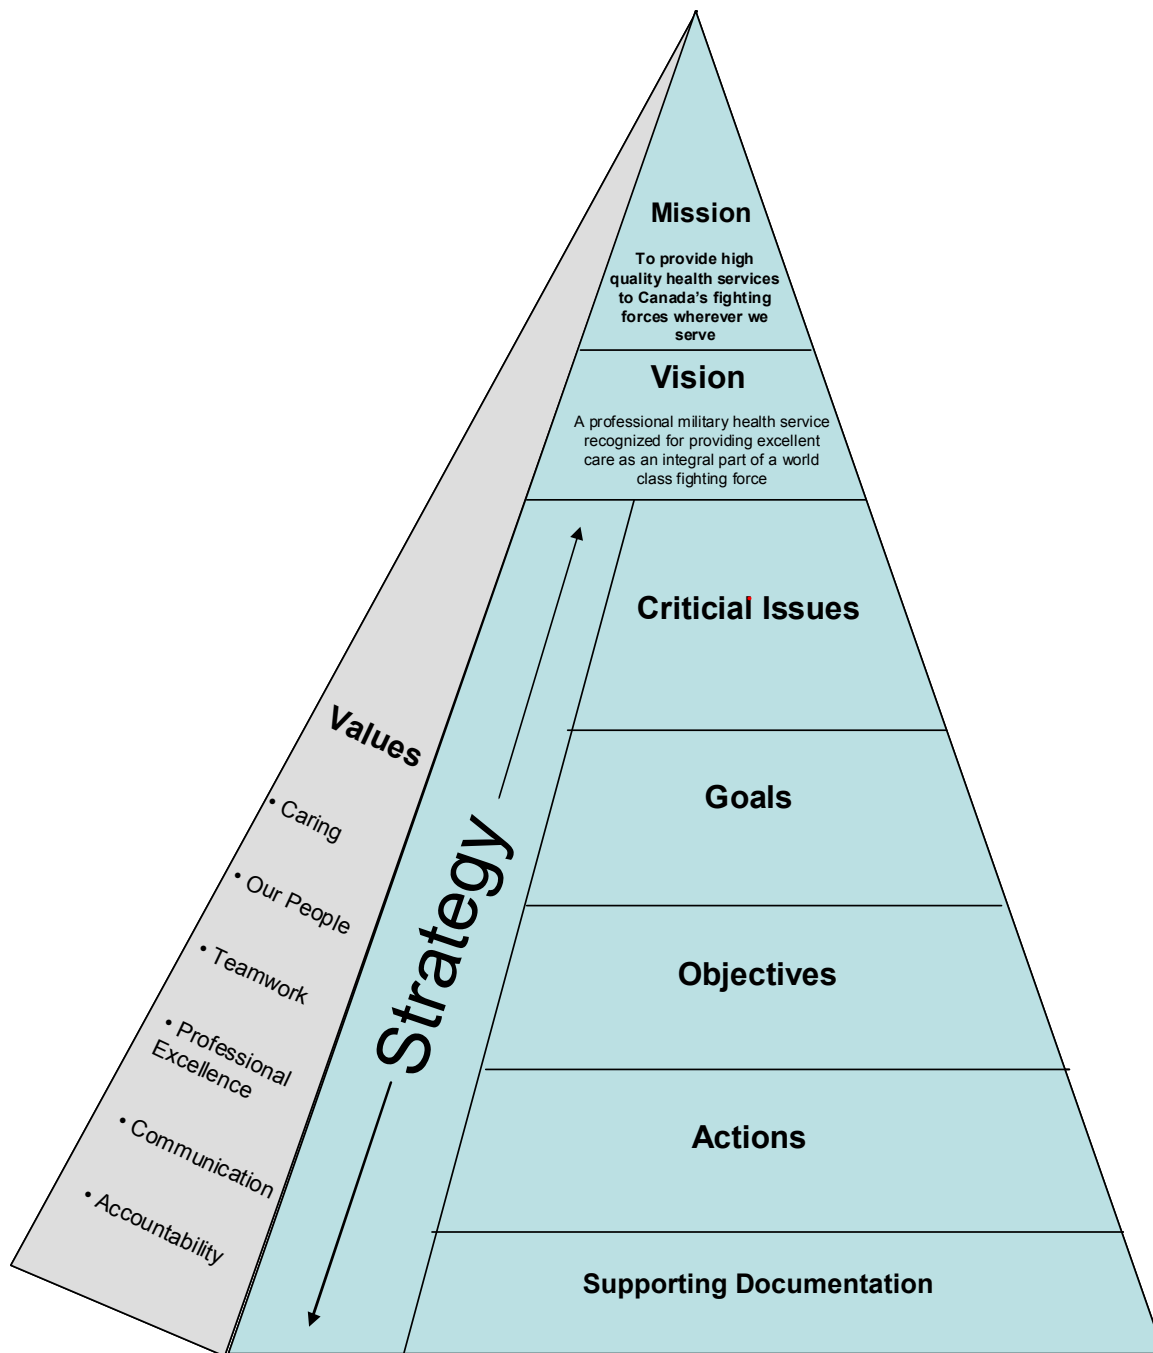 Mission
To provide high
quality health services
to Canada's fighting
forces wherever we
serve
Vision
A professional military health service
recognized for providing excellent
care as an integral part of a world
class fighting force
Criticial Issues
Goals
Objectives
Actions
Supporting Documentation
Strategy
Values
• Caring
• Our People
• Teamwork
• Professional
Excellence
• Communication
• Accountability